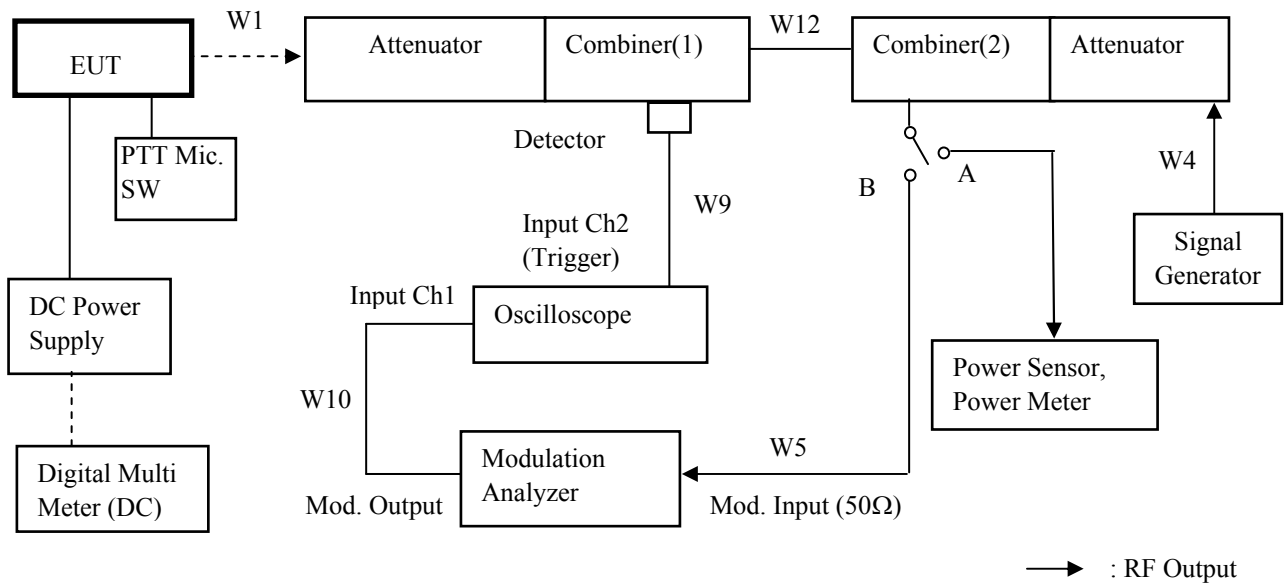 W1
EUT
Attenuator
Combiner(1)
W12
Combiner(2)
Attenuator
PTT Mic.
SW
Detector
W9
B
A
W4
Input Ch2
(Trigger)
Signal
Generator
Input Ch1
DC Power
Supply
Oscilloscope
Power Sensor,
Power Meter
W10
W5
Digital Multi
Meter (DC)
Modulation
Analyzer
Mod. Output
Mod. Input (50Ω)
: RF Output